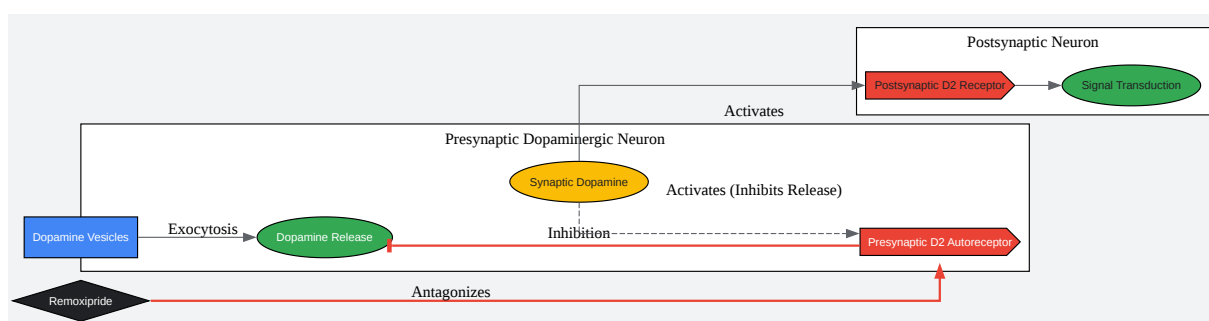 Postsynaptic Neuron
Postsynaptic D2 Receptor
Signal Transduction
Activates
Presynaptic Dopaminergic Neuron
Synaptic Dopamine
Activates (Inhibits Release)
Dopamine Vesicles
Exocytosis
Dopamine Release
Inhibition
Presynaptic D2 Autoreceptor
Remoxipride
Antagonizes